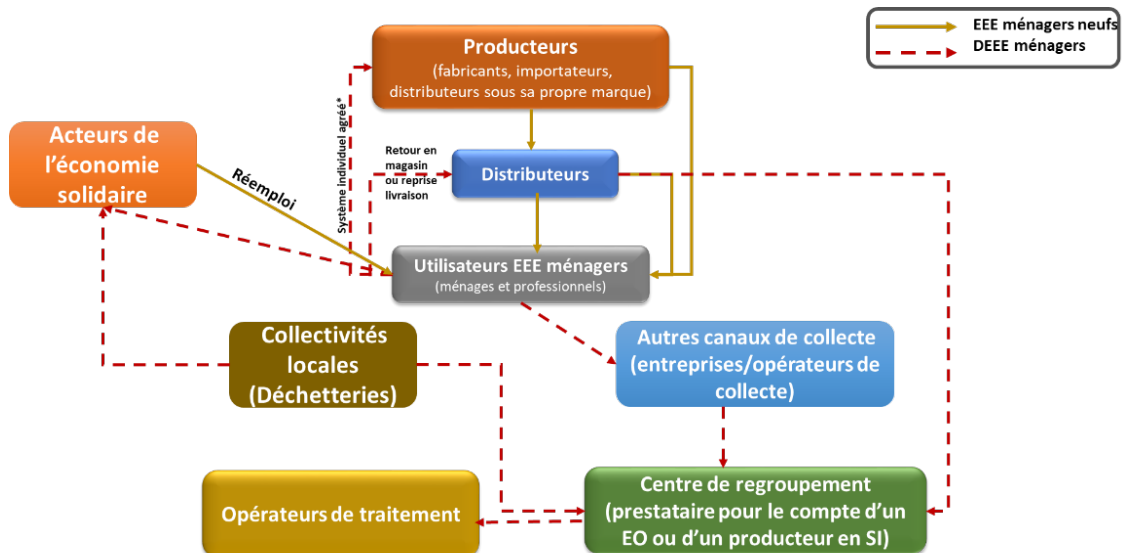 EEE ménagers neufs
DEEE ménagers
Producteurs
(fabricants, importateurs,
distributeurs sous sa propre marque)
Système individuel agréé*
Acteurs de
l’économie
solidaire
Réemploi
Retour en
magasin
ou reprise
livraison
Distributeurs
Utilisateurs EEE ménagers
(ménages et professionnels)
Collectivités
locales
(Déchetteries)
Autres canaux de collecte
(entreprises/opérateurs de
collecte)
Opérateurs de traitement
Centre de regroupement
(prestataire pour le compte d’un
EO ou d’un producteur en SI)